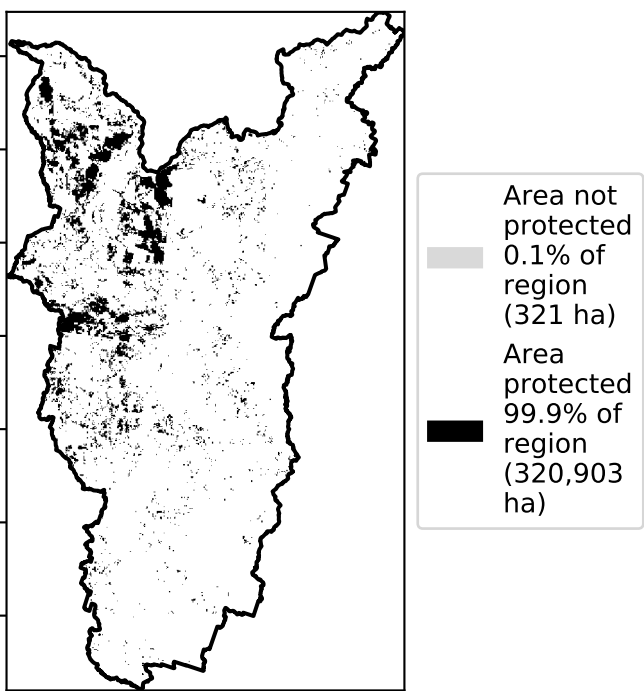 Area not
protected
0.1% of
region
(321 ha)
Area
protected
99.9% of
region
(320,903
ha)